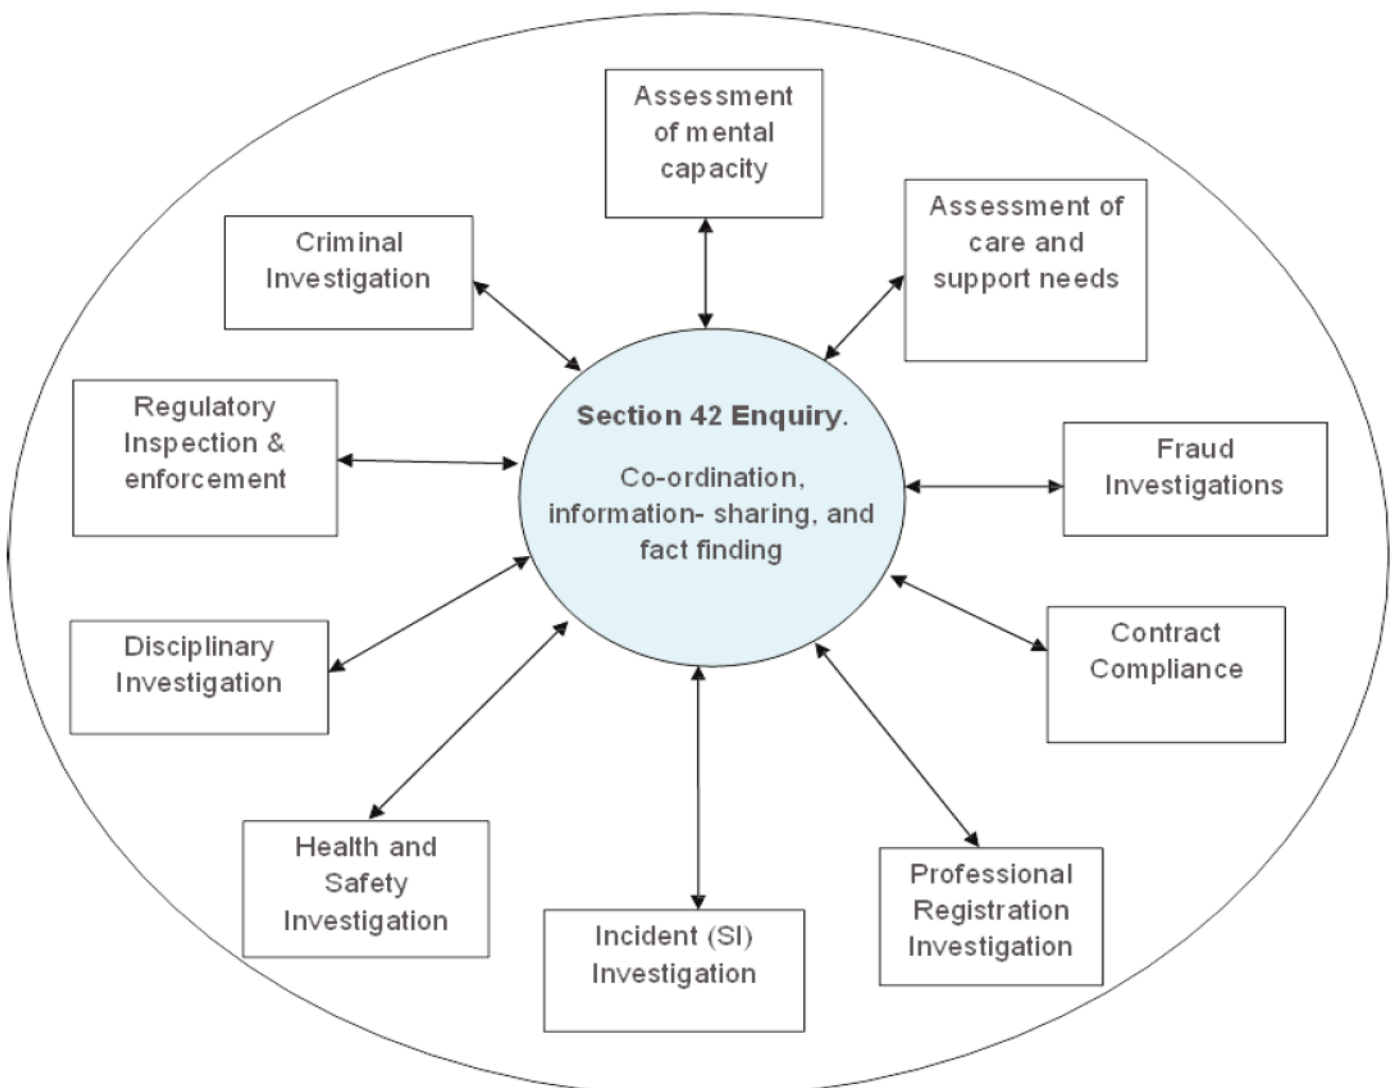 Assessment
of mental
capacity
Assessment of
care and
support needs
Criminal
Investigation
Regulatory
Inspection &
enforcement
Section 42 Enquiry.
Co-ordination,
information- sharing, and
fact finding
Fraud
Investigations
Disciplinary
Investigation
Contract
Compliance
Health and
Safety
Investigation
Incident (SI)
Investigation
Professional
Registration
Investigation